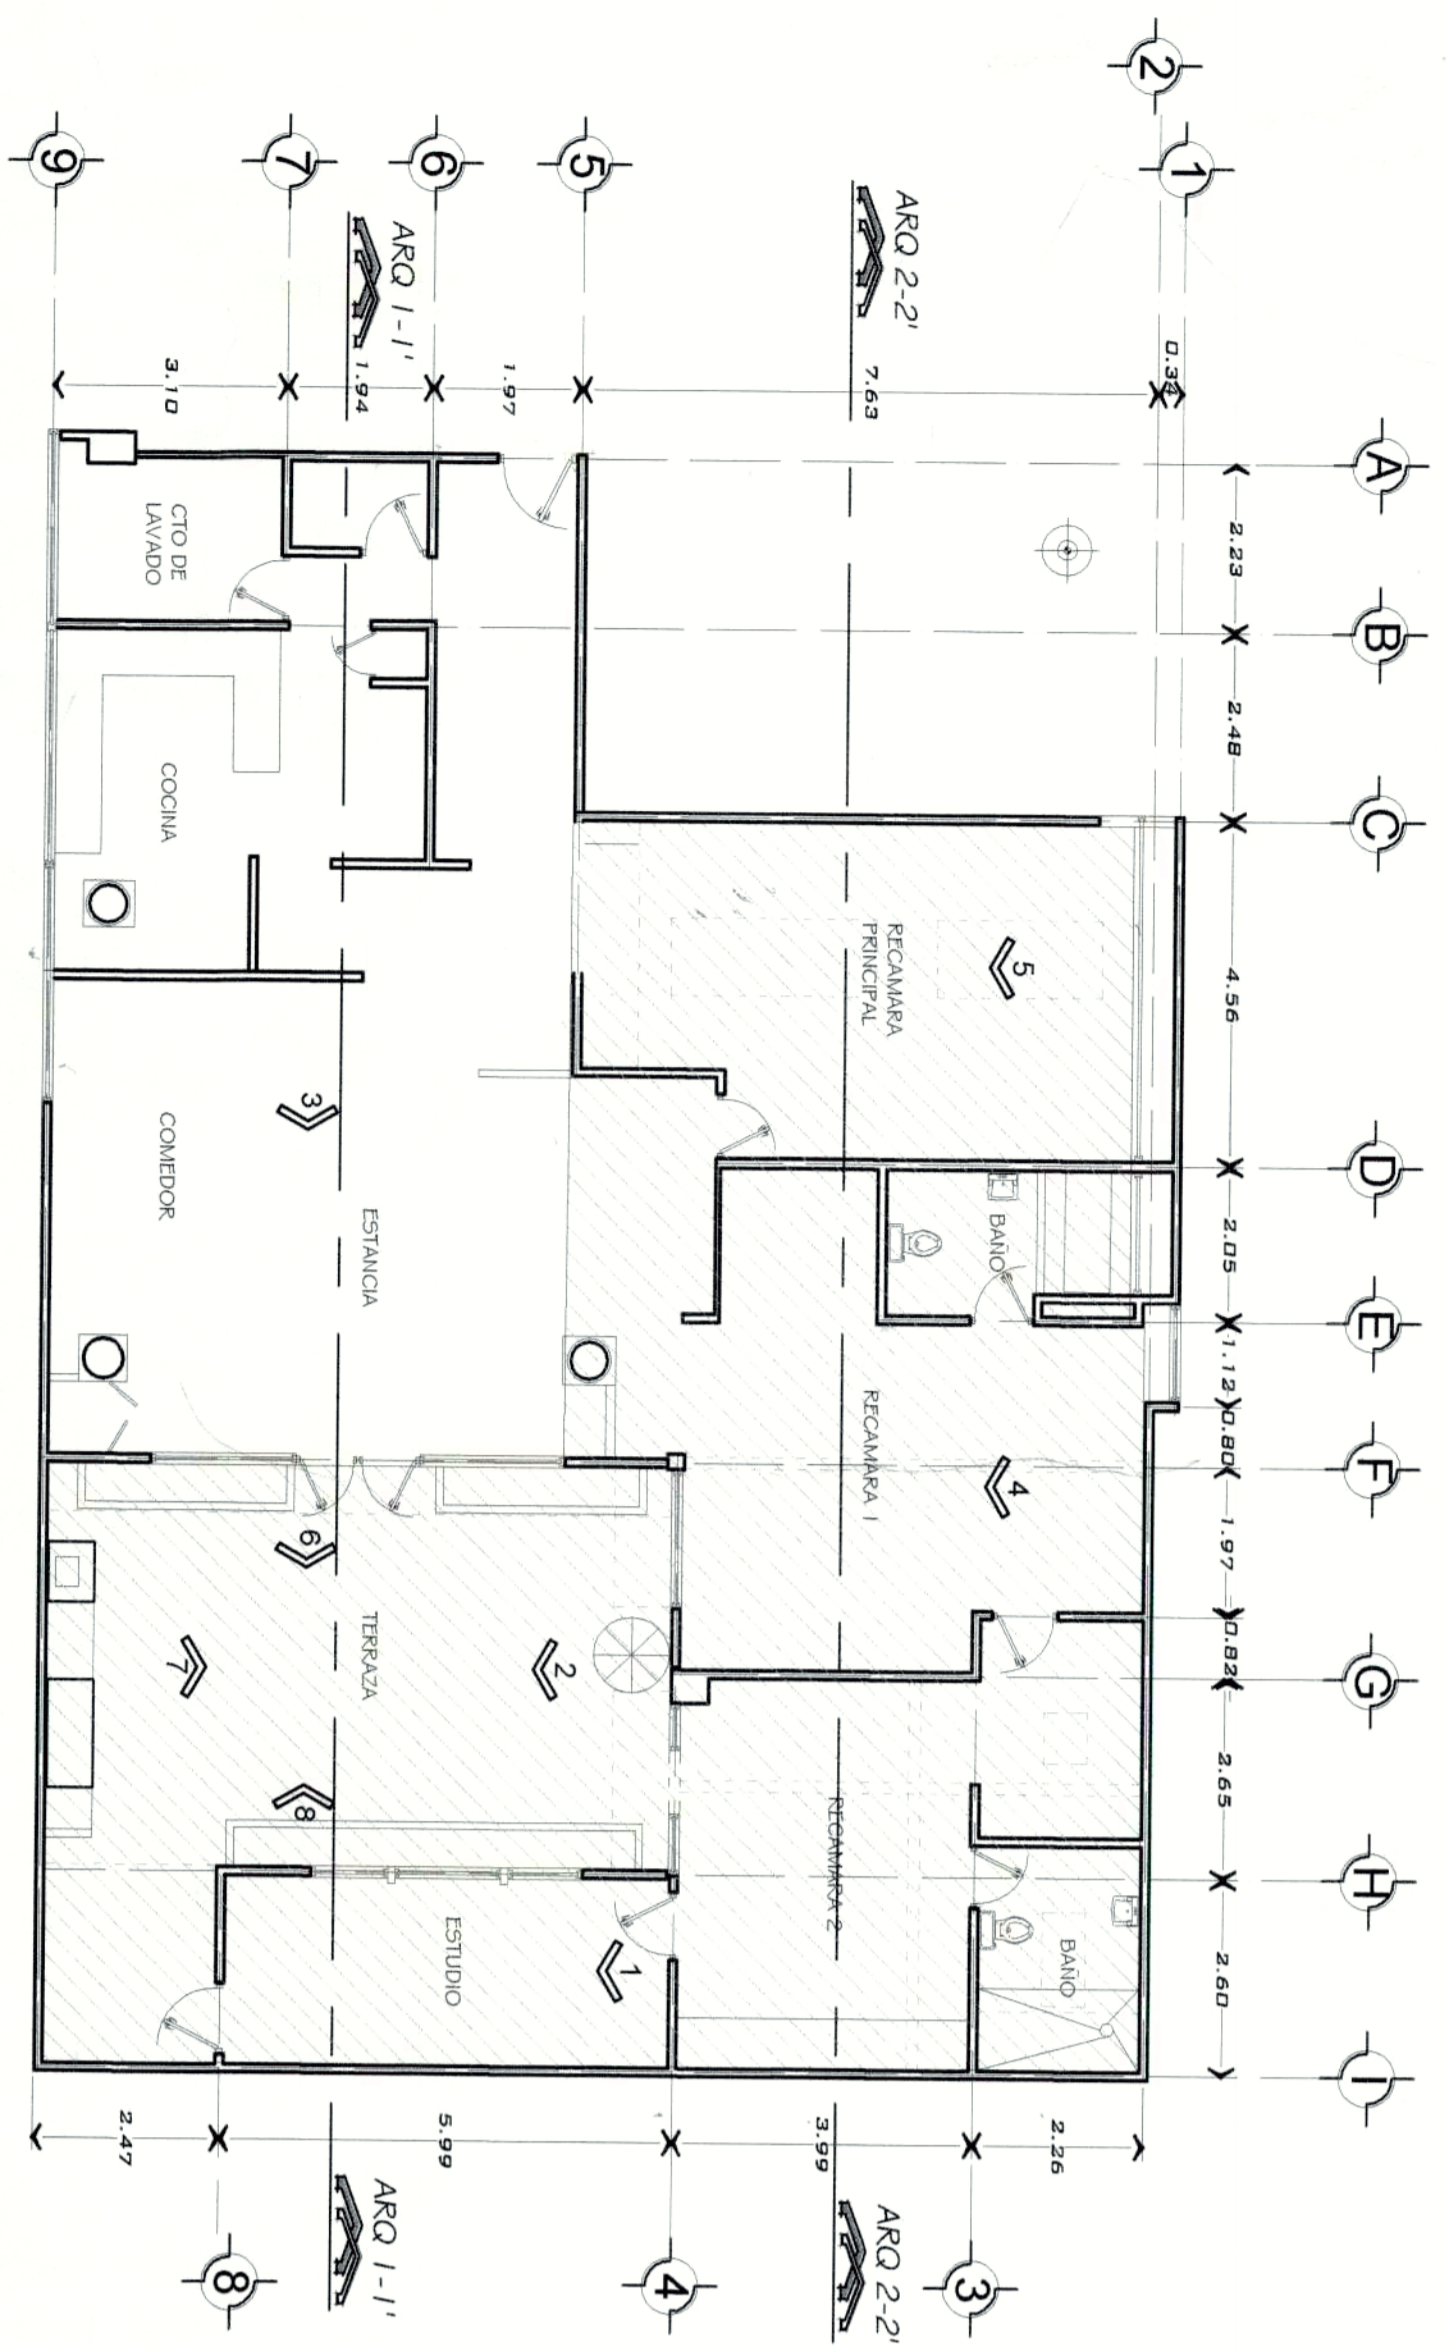 A
B
C
D
E
F
G
H
I
2.23
2.48
4.56
2.05
1.12
0.80
1.97
0.82
2.65
2.60
1
2
0.34
7.63
ARQ 2-2'
5
1.97
6
1.94
ARQ 1-1'
7
3.10
9
3
2.26
3.99
ARQ 2-2'
4
5.99
ARQ 1-1'
8
2.47
RECAMARA
PRINCIPAL
5
BAÑO
RECAMARA 1
4
RECAMARA 2
BAÑO
CTO DE
LAVADO
COCINA
COMEDOR
3
ESTANCIA
6
TERRAZA
2
7
8
ESTUDIO
1